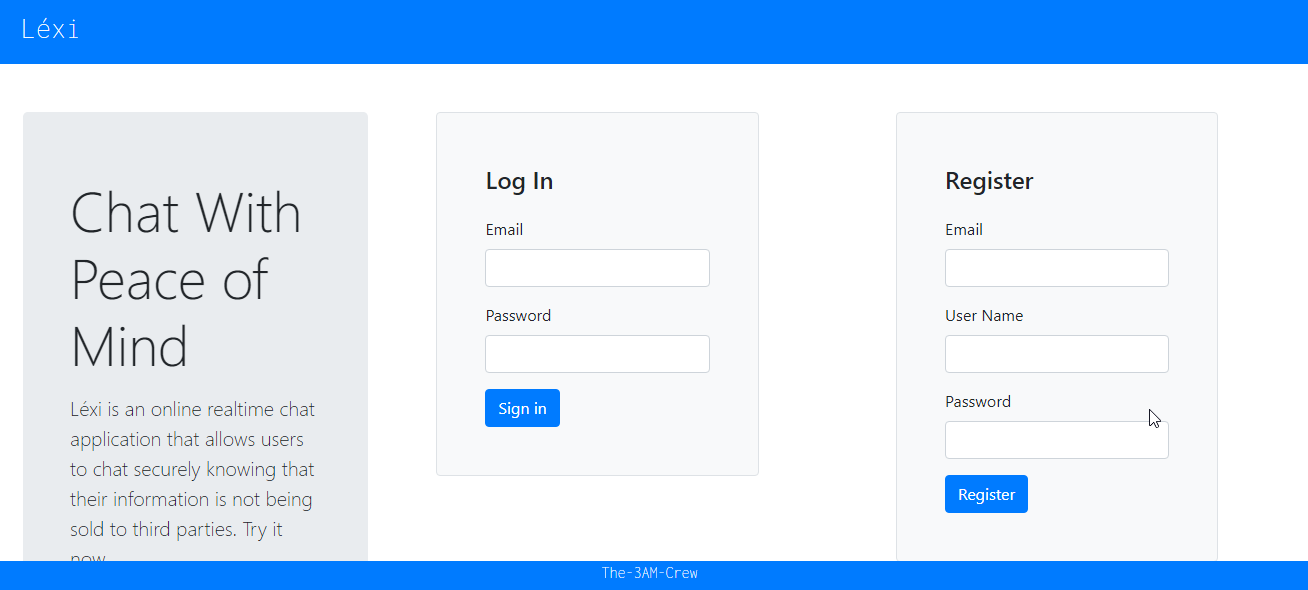 Léxi
Chat With
Peace of
Mind
Léxi is an online realtime chat
application that allows users
to chat securely knowing that
their information is not being
sold to third parties. Try it
now
Log In
Email
Password
Sign in
Register
Email
User Name
Password
Register
The-3AM-Crew